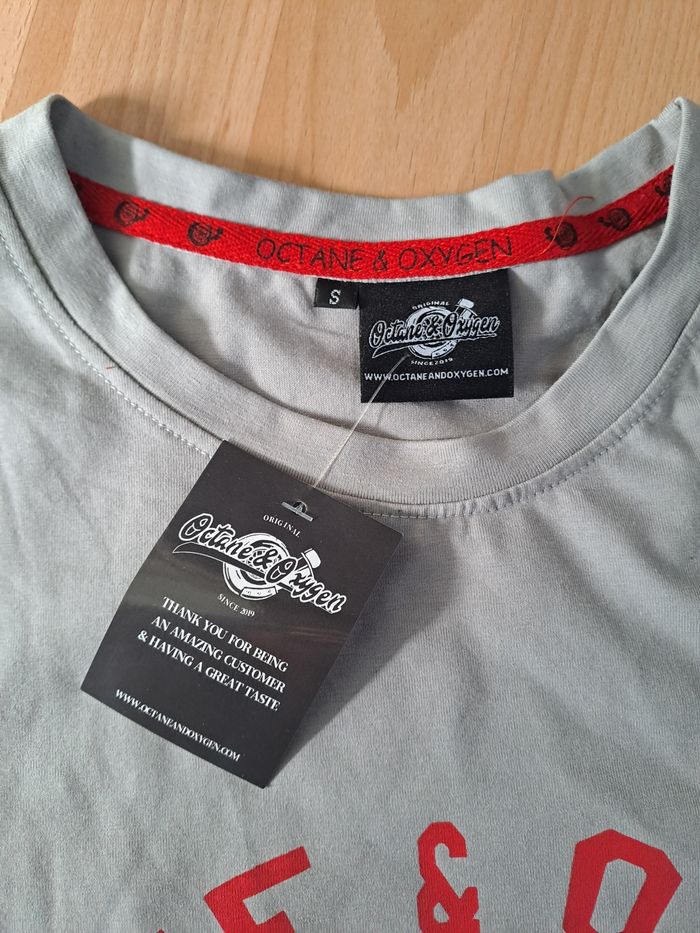 OCTANE & OXYGEN
S
ORIGINAL
Octane & Oxygen
SINCE 2019
WWW.OCTANEANDOXYGEN.COM
ORIGINAL
Octane & Oxygen
SINCE 2019
THANK YOU FOR BEING
AN AMAZING CUSTOMER
& HAVING A GREAT TASTE
WWW.OCTANEANDOXYGEN.COM
E & O